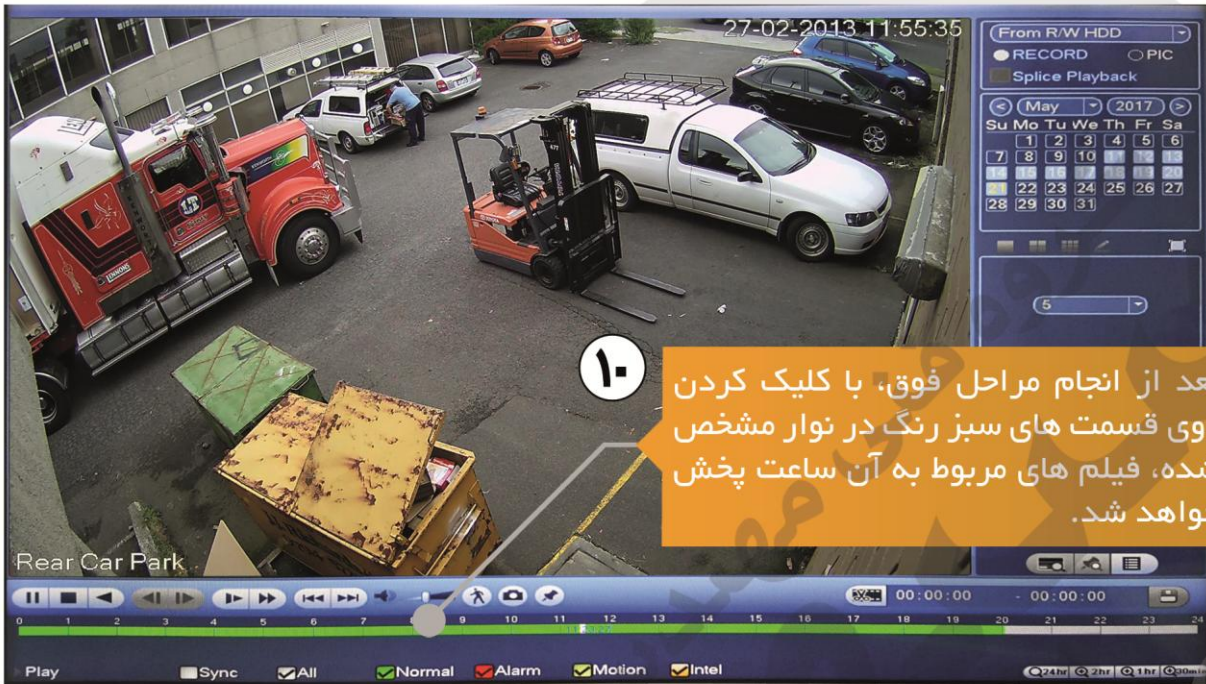 27-02-2013 11:55:35
From R/W HDD
RECORD PIC
Splice Playback
May 2017
Su Mo Tu We Th Fr Sa
1 2 3 4 5 6
7 8 9 10 11 12 13
14 15 16 17 18 19 20
21 22 23 24 25 26 27
28 29 30 31
5
۱۰
عد از انجام مراحل فوق، با کلیک کردن
وی قسمت های سبز رنگ در نوار مشخص
شده، فیلم های مربوط به آن ساعت پخش
واهد شد.
Rear Car Park
00:00:00 - 00:00:00
0 1 2 3 4 5 6 7 8 9 10 11 12 13 14 15 16 17 18 19 20 21 22 23 24
Play Sync All Normal Alarm Motion Intel 24hr 2hr 1hr 30min